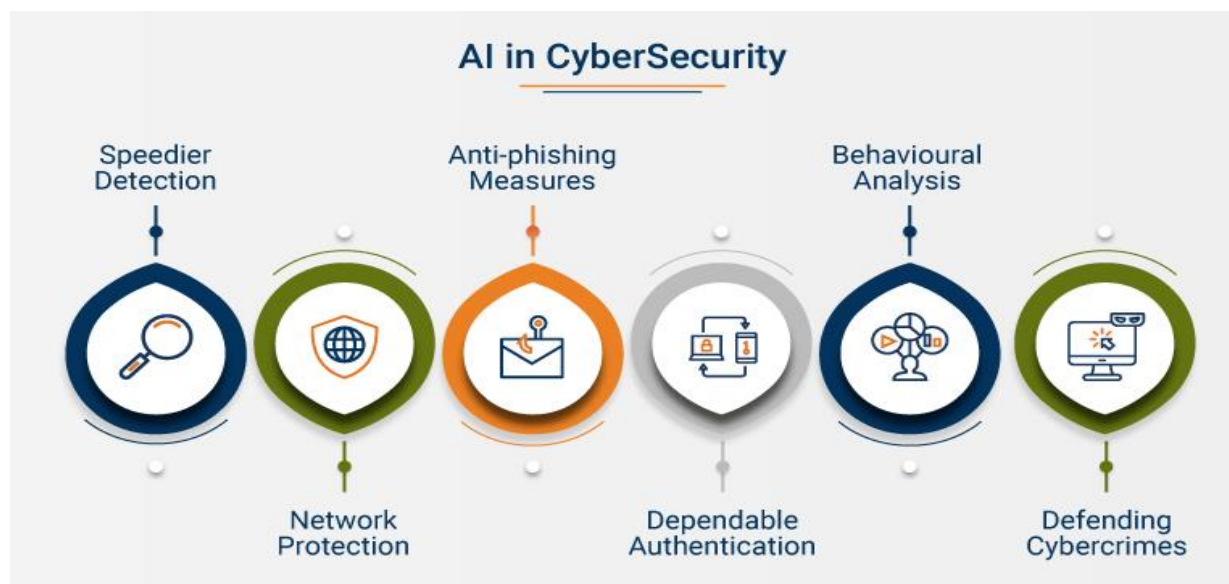 AI in CyberSecurity
Speedier
Detection
Anti-phishing
Measures
Behavioural
Analysis
Network
Protection
Dependable
Authentication
Defending
Cybercrimes